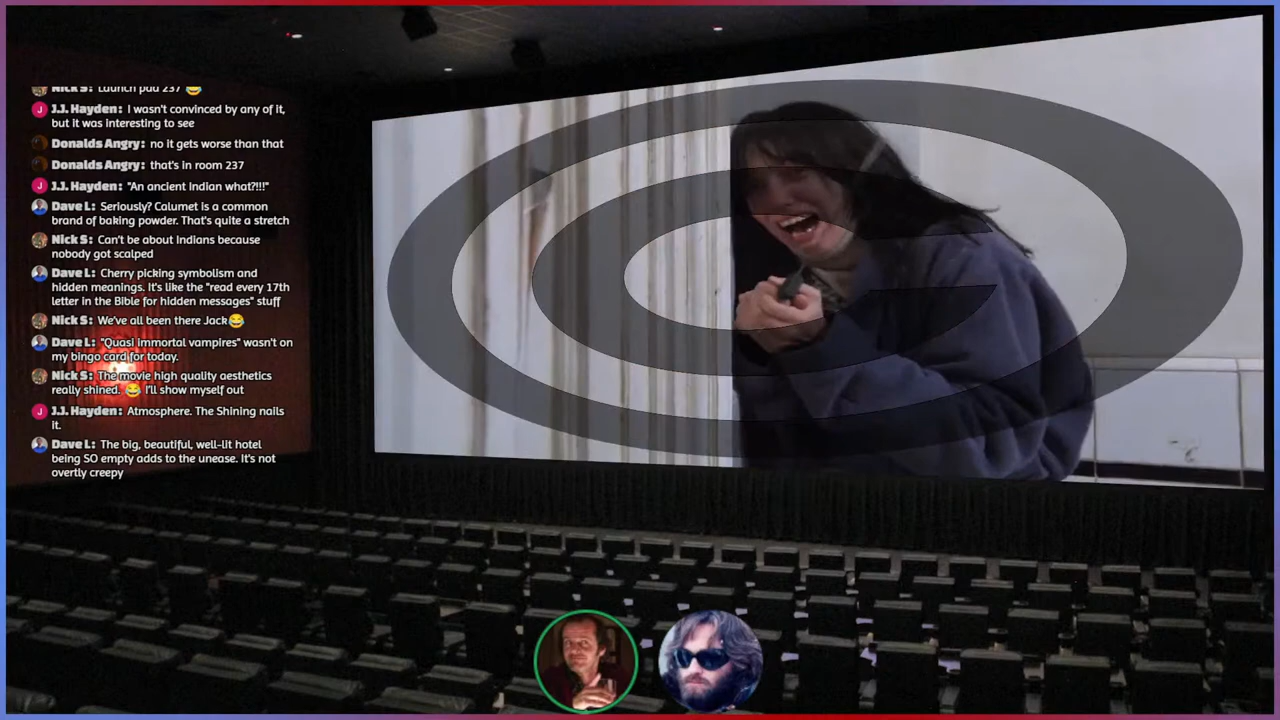 Nick S: Launch pad 237 😂
J.J. Hayden: I wasn't convinced by any of it,
but it was interesting to see
Donalds Angry: no it gets worse than that
Donalds Angry: that's in room 237
J
J.J. Hayden: "An ancient Indian what?!!!"
Dave L: Seriously? Calumet is a common
brand of baking powder. That's quite a stretch
Nick S: Can't be about Indians because
nobody got scalped
Dave L: Cherry picking symbolism and
hidden meanings. It's like the "read every 17th
letter in the Bible for hidden messages" stuff
Nick S: We've all been there Jack😂
Dave L: "Quasi immortal vampires" wasn't on
my bingo card for today.
Nick S: The movie high quality aesthetics
really shined. 😂 I'll show myself out
J.J. Hayden: Atmosphere. The Shining nails
it.
Dave L: The big, beautiful, well-lit hotel
being SO empty adds to the unease. It's not
overtly creepy